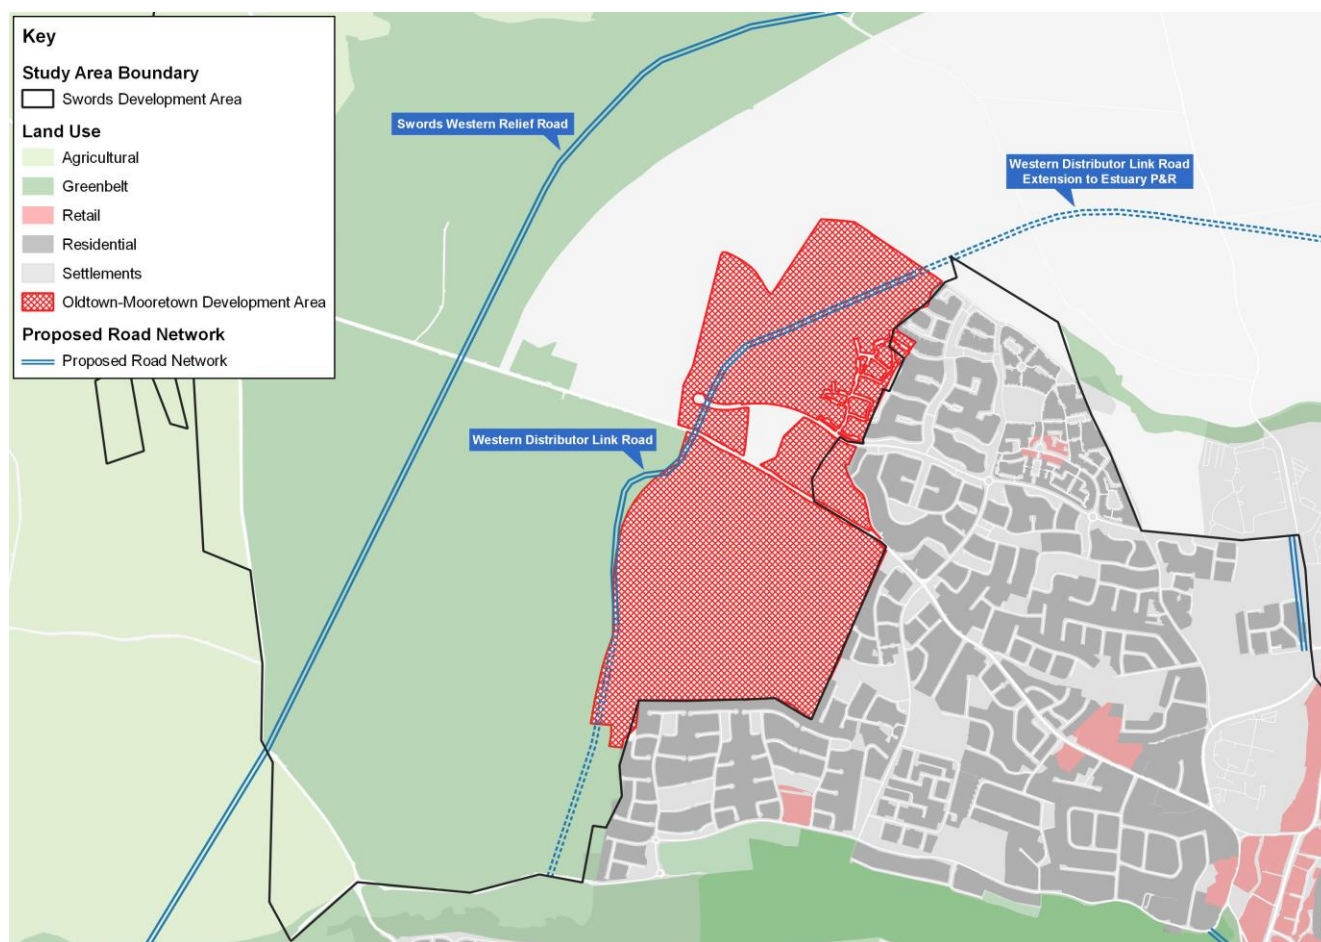 Key
Study Area Boundary
Swords Development Area
Land Use
Agricultural
Greenbelt
Retail
Residential
Settlements
Oldtown-Mooretown Development Area
Proposed Road Network
Proposed Road Network
Swords Western Relief Road
Western Distributor Link Road
Extension to Estuary P&R
Western Distributor Link Road